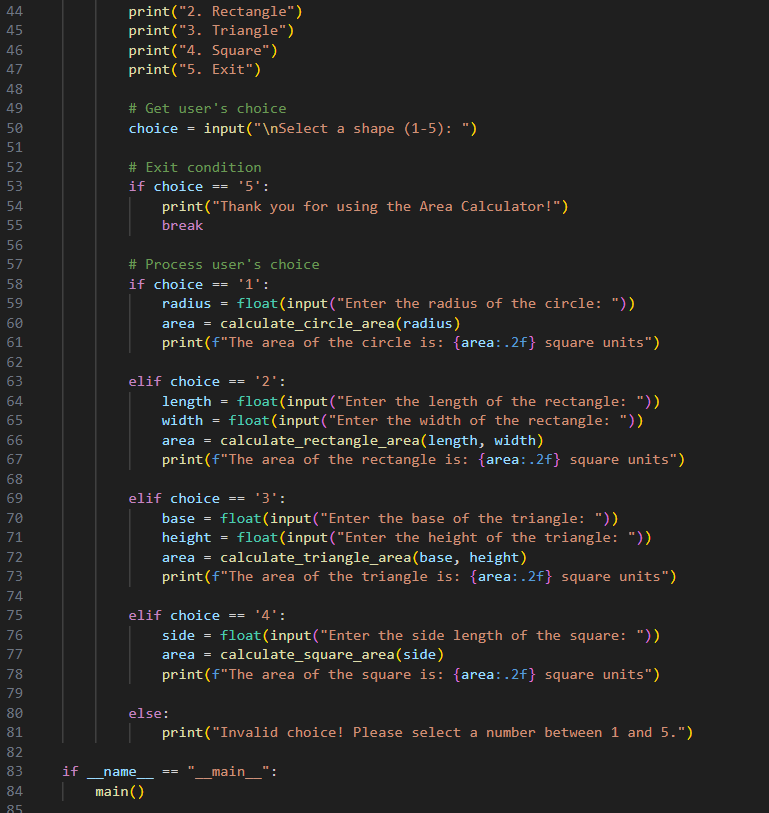 44 print("2. Rectangle")
45 print("3. Triangle")
46 print("4. Square")
47 print("5. Exit")
48
49 # Get user's choice
50 choice = input("\nSelect a shape (1-5): ")
51
52 # Exit condition
53 if choice == '5':
54 print("Thank you for using the Area Calculator!")
55 break
56
57 # Process user's choice
58 if choice == '1':
59 radius = float(input("Enter the radius of the circle: "))
60 area = calculate_circle_area(radius)
61 print(f"The area of the circle is: {area:.2f} square units")
62
63 elif choice == '2':
64 length = float(input("Enter the length of the rectangle: "))
65 width = float(input("Enter the width of the rectangle: "))
66 area = calculate_rectangle_area(length, width)
67 print(f"The area of the rectangle is: {area:.2f} square units")
68
69 elif choice == '3':
70 base = float(input("Enter the base of the triangle: "))
71 height = float(input("Enter the height of the triangle: "))
72 area = calculate_triangle_area(base, height)
73 print(f"The area of the triangle is: {area:.2f} square units")
74
75 elif choice == '4':
76 side = float(input("Enter the side length of the square: "))
77 area = calculate_square_area(side)
78 print(f"The area of the square is: {area:.2f} square units")
79
80 else:
81 print("Invalid choice! Please select a number between 1 and 5.")
82
83 if __name__ == "__main__":
84 main()
85